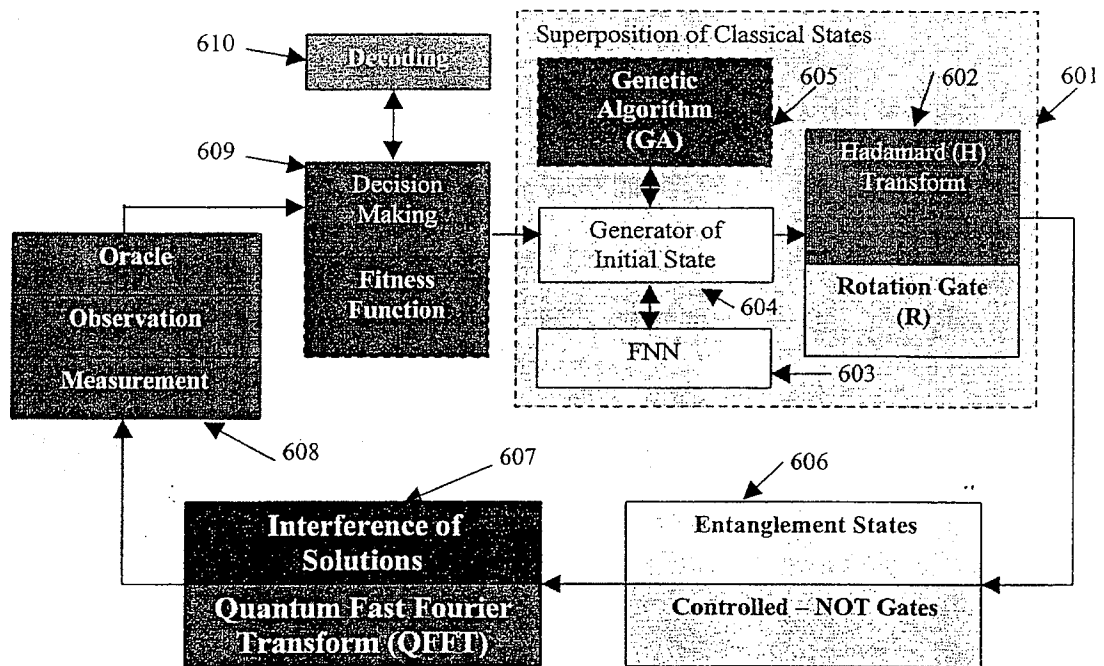 610
Decoding
609
Decision
Making
Fitness
Function
Oracle
Observation
Measurement
608
Superposition of Classical States
Genetic
Algorithm
(GA)
605
602
601
Hadamard (H)
Transform
Generator of
Initial State
604
Rotation Gate
(R)
FNN
603
607
606
Interference of
Solutions
Quantum Fast Fourier
Transform (QFFT)
Entanglement States
Controlled – NOT Gates